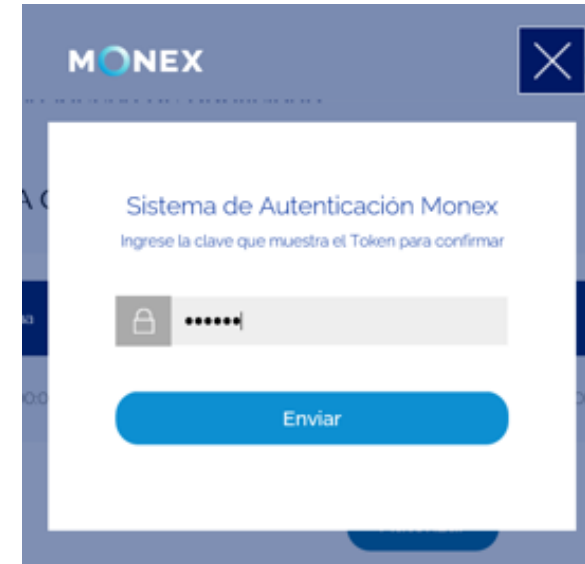 MONEX
Sistema de Autenticación Monex
Ingrese la clave que muestra el Token para confirmar
••••••
Enviar